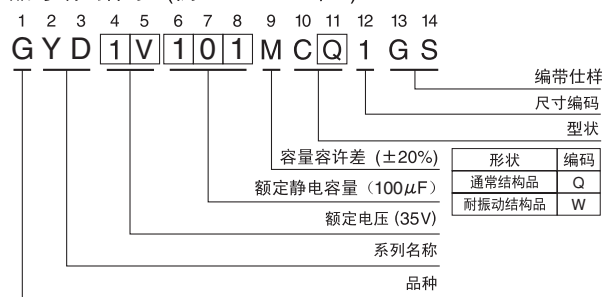 1 2 3 4 5 6 7 8 9 10 11 12 13 14
G Y D 1 V 1 0 1 M C Q 1 G S
编带仕样
尺寸编码
型状
容量容许差 (±20%)
额定静电容量（100μF）
额定电压 (35V)
系列名称
品种
形状 编码
通常结构品 Q
耐振动结构品 W